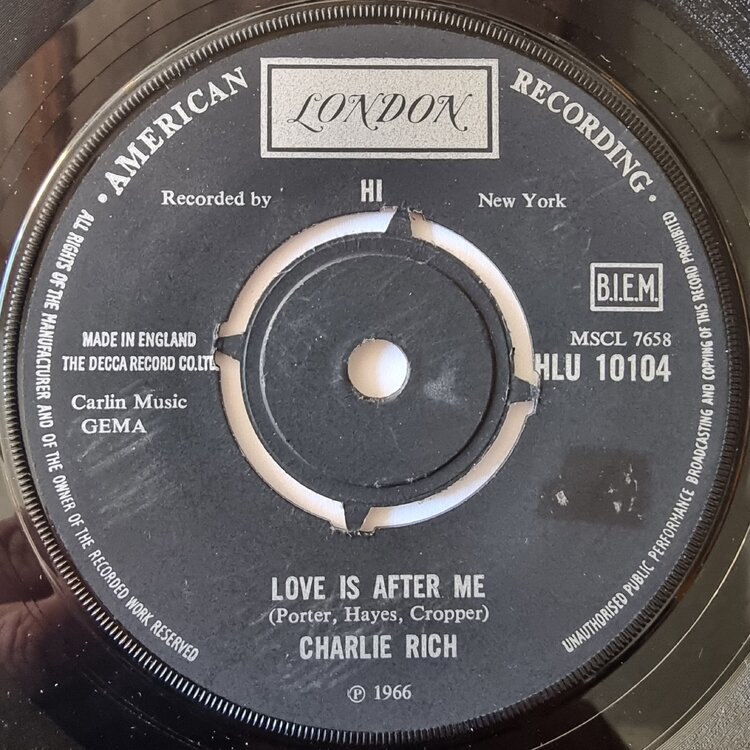 LONDON
· AMERICAN RECORDING ·
Recorded by HI New York
B.I.E.M.
MADE IN ENGLAND
THE DECCA RECORD CO.LTD.
MSCL 7658
HLU 10104
Carlin Music
GEMA
LOVE IS AFTER ME
(Porter, Hayes, Cropper)
CHARLIE RICH
℗ 1966
ALL RIGHTS OF THE MANUFACTURER AND OF THE OWNER OF THE RECORDED WORK RESERVED
UNAUTHORISED PUBLIC PERFORMANCE BROADCASTING AND COPYING OF THIS RECORD PROHIBITED